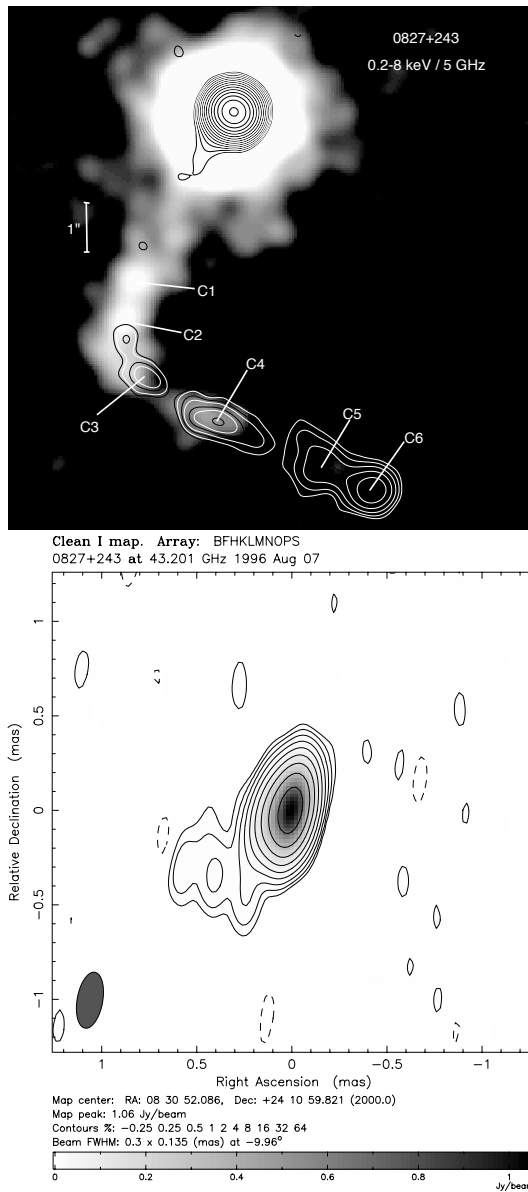 0827+243
0.2-8 keV / 5 GHz
1"
C1
C2
C3
C4
C5
C6
Clean I map. Array: BFHKLMNOPS
0827+243 at 43.201 GHz 1996 Aug 07
Relative Declination (mas)
1
0.5
0
−0.5
−1
1 0.5 0 −0.5 −1
Right Ascension (mas)
Map center: RA: 08 30 52.086, Dec: +24 10 59.821 (2000.0)
Map peak: 1.06 Jy/beam
Contours %: −0.25 0.25 0.5 1 2 4 8 16 32 64
Beam FWHM: 0.3 x 0.135 (mas) at −9.96°
0 0.2 0.4 0.6 0.8 1